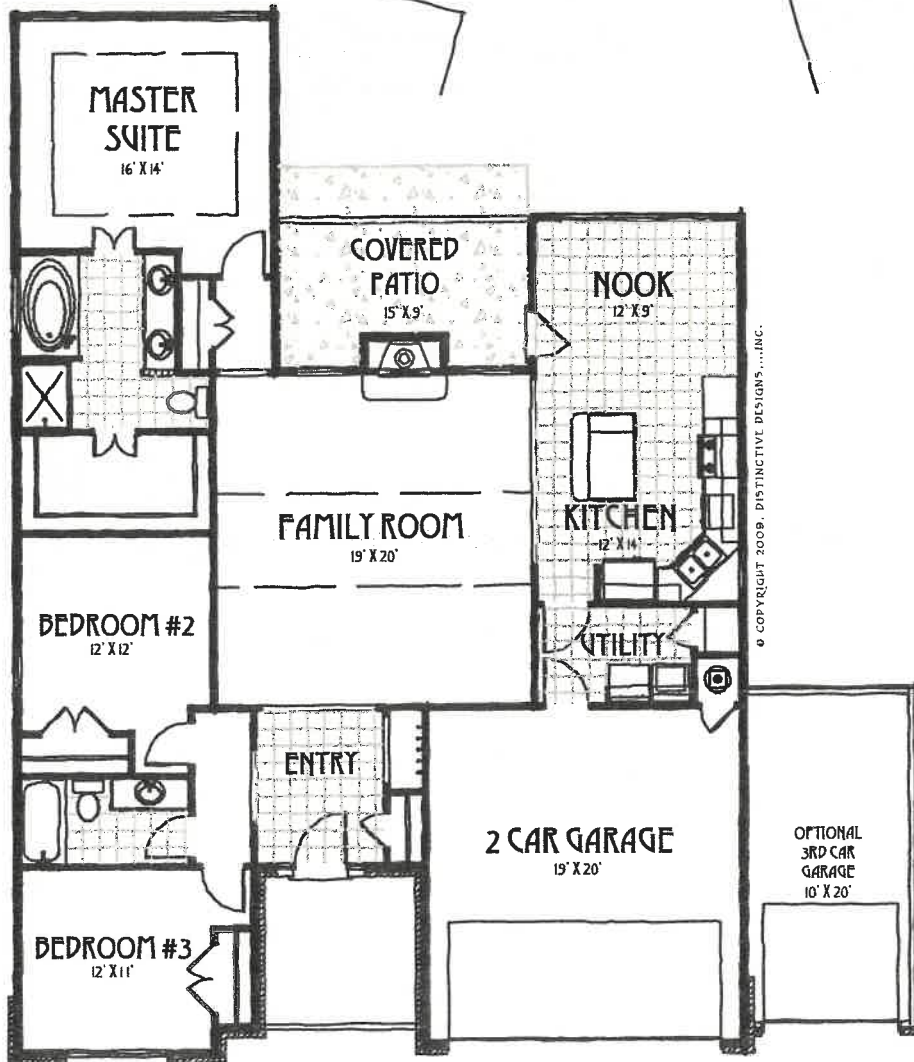 MASTER
SUITE
16' X 14'
COVERED
PATIO
15' X 9'
NOOK
12' X 9'
FAMILY ROOM
19' X 20'
KITCHEN
12' X 14'
BEDROOM #2
12' X 12'
UTILITY
ENTRY
2 CAR GARAGE
19' X 20'
OPTIONAL
3RD CAR
GARAGE
10' X 20'
BEDROOM #3
12' X 11'
© COPYRIGHT 2009, DISTINCTIVE DESIGNS....,INC.